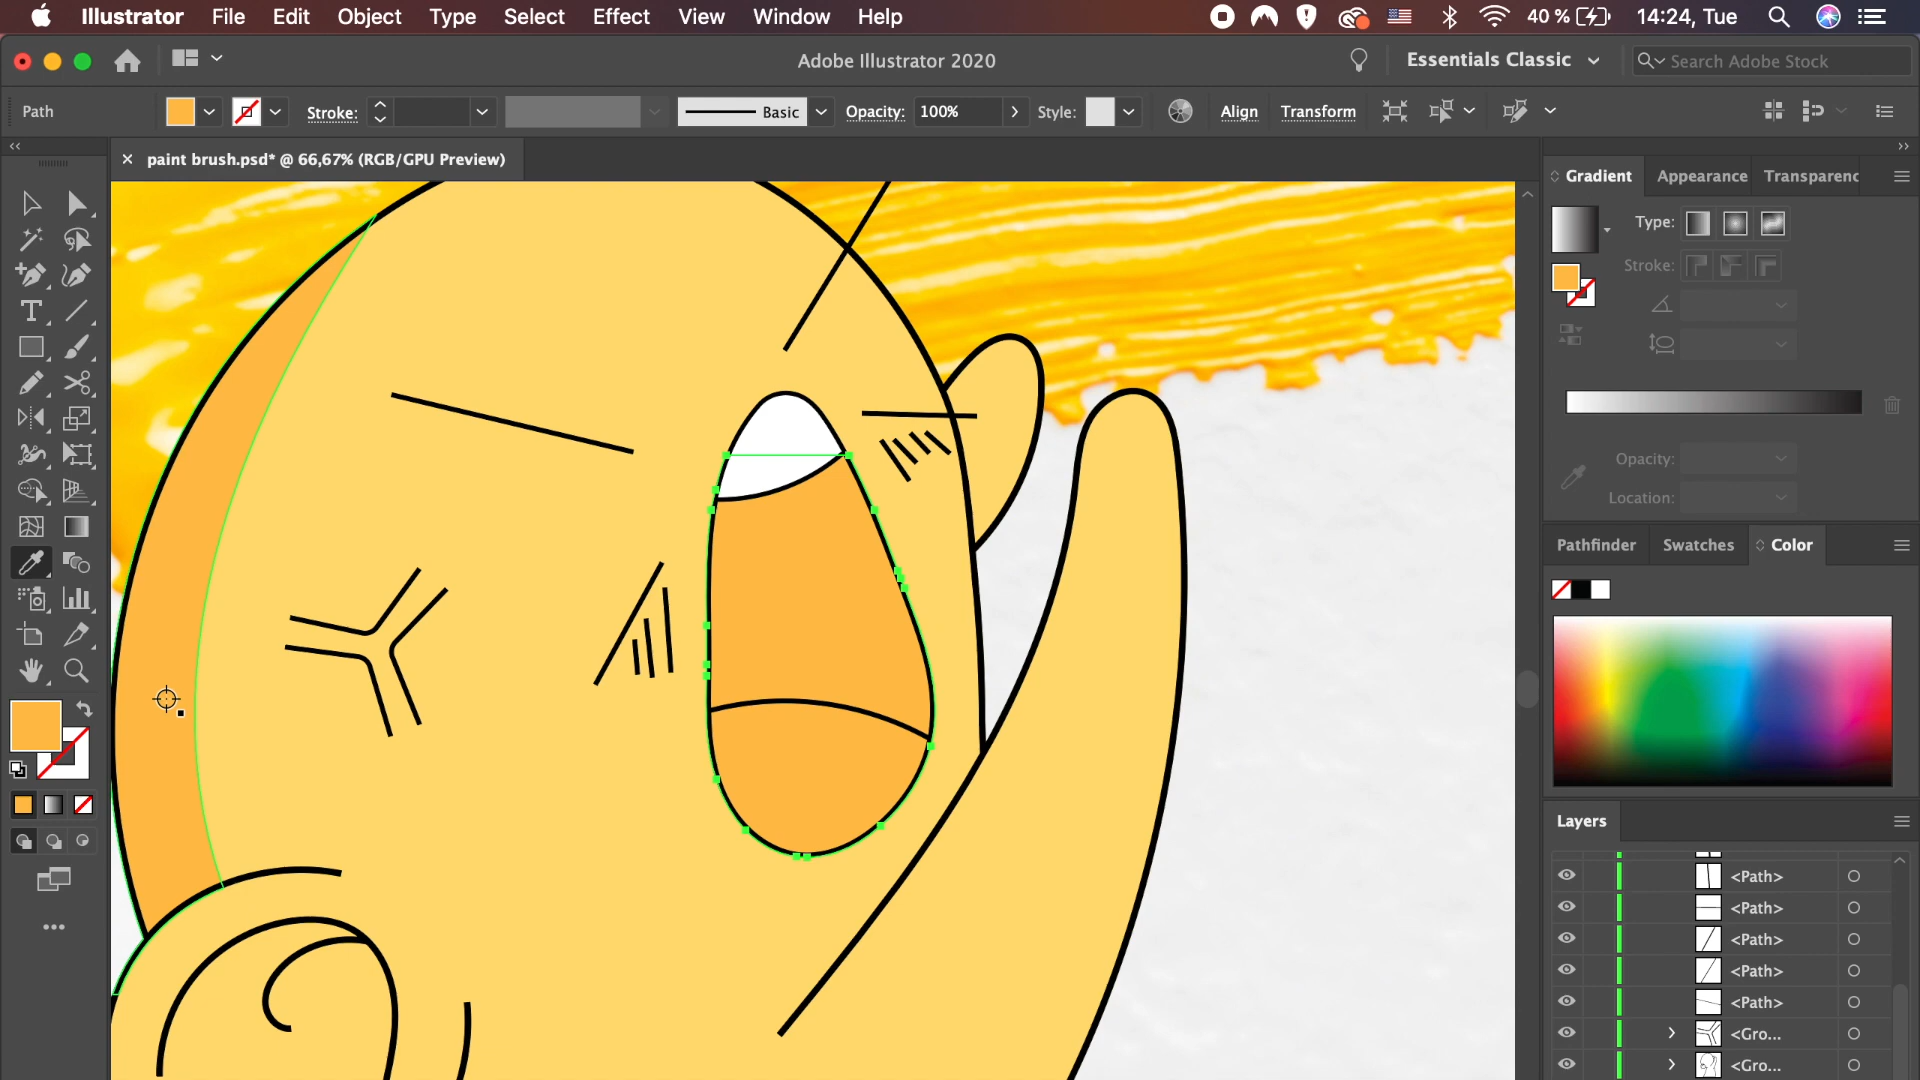 Illustrator File Edit Object Type Select Effect View Window Help 40 % 14:24, Tue
Adobe Illustrator 2020 Essentials Classic Search Adobe Stock
Path Stroke: Basic Opacity: 100% Style: Align Transform
paint brush.psd* @ 66,67% (RGB/GPU Preview)
Gradient Appearance Transparenc
Type:
Stroke:
Opacity:
Location:
Pathfinder Swatches Color
Layers
<Path>
<Path>
<Path>
<Path>
<Path>
<Gro...
<Gro...